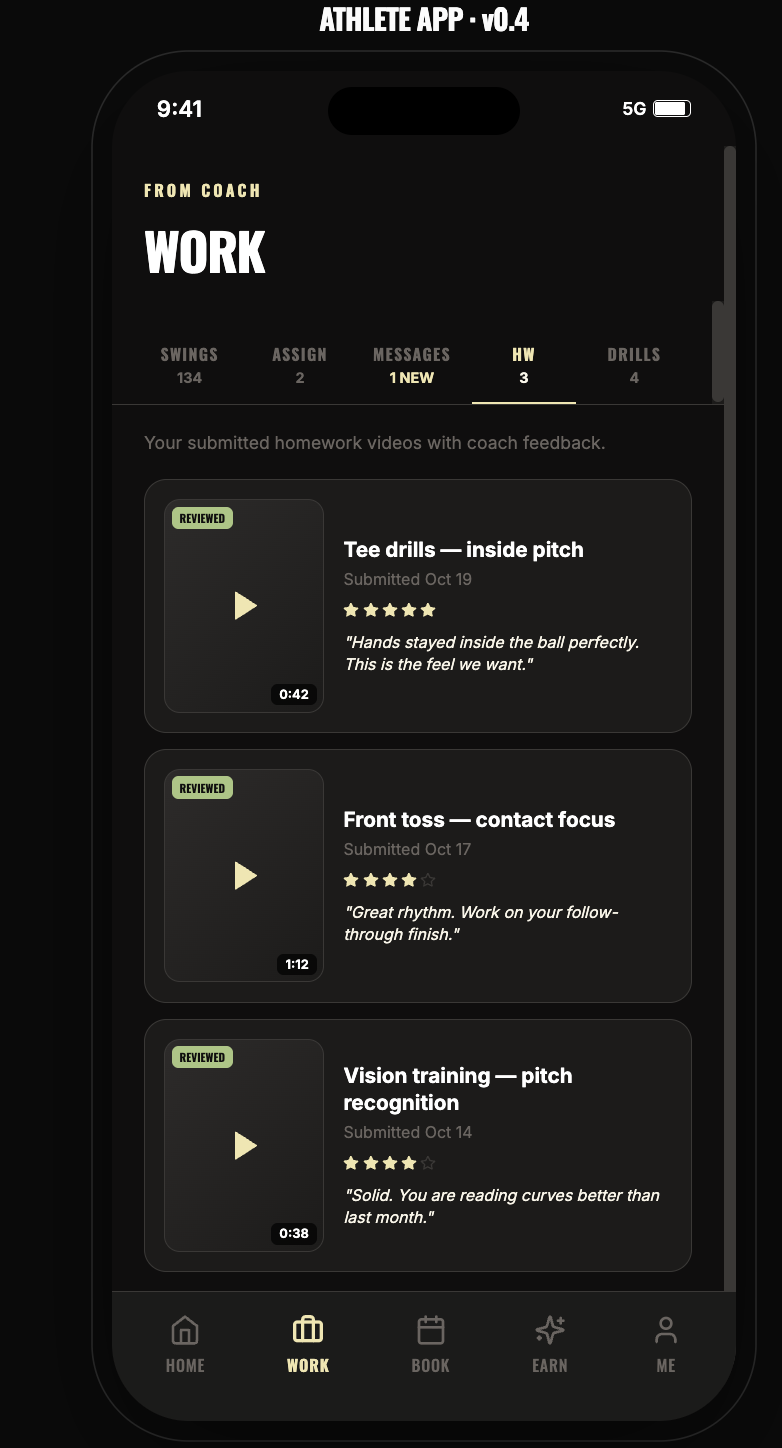 ATHLETE APP · v0.4
9:41
5G
FROM COACH
WORK
SWINGS ASSIGN MESSAGES HW DRILLS
134 2 1 NEW 3 4
Your submitted homework videos with coach feedback.
REVIEWED
Tee drills — inside pitch
Submitted Oct 19
"Hands stayed inside the ball perfectly.
This is the feel we want."
0:42
REVIEWED
Front toss — contact focus
Submitted Oct 17
"Great rhythm. Work on your follow-
through finish."
1:12
REVIEWED
Vision training — pitch
recognition
Submitted Oct 14
"Solid. You are reading curves better than
last month."
0:38
HOME WORK BOOK EARN ME